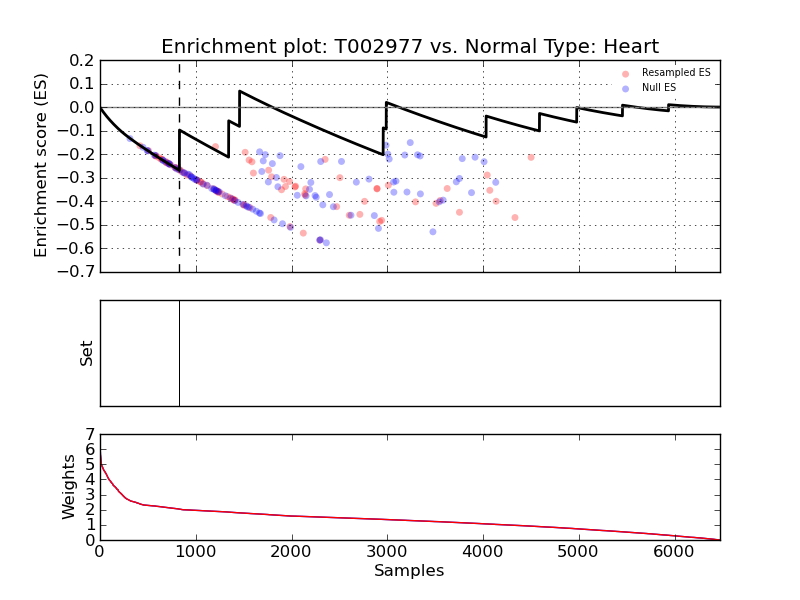 Enrichment plot: T002977 vs. Normal Type: Heart
Enrichment score (ES)
0.2
0.1
0.0
−0.1
−0.2
−0.3
−0.4
−0.5
−0.6
−0.7
Resampled ES
Null ES
Set
Weights
7
6
5
4
3
2
1
0
0 1000 2000 3000 4000 5000 6000
Samples